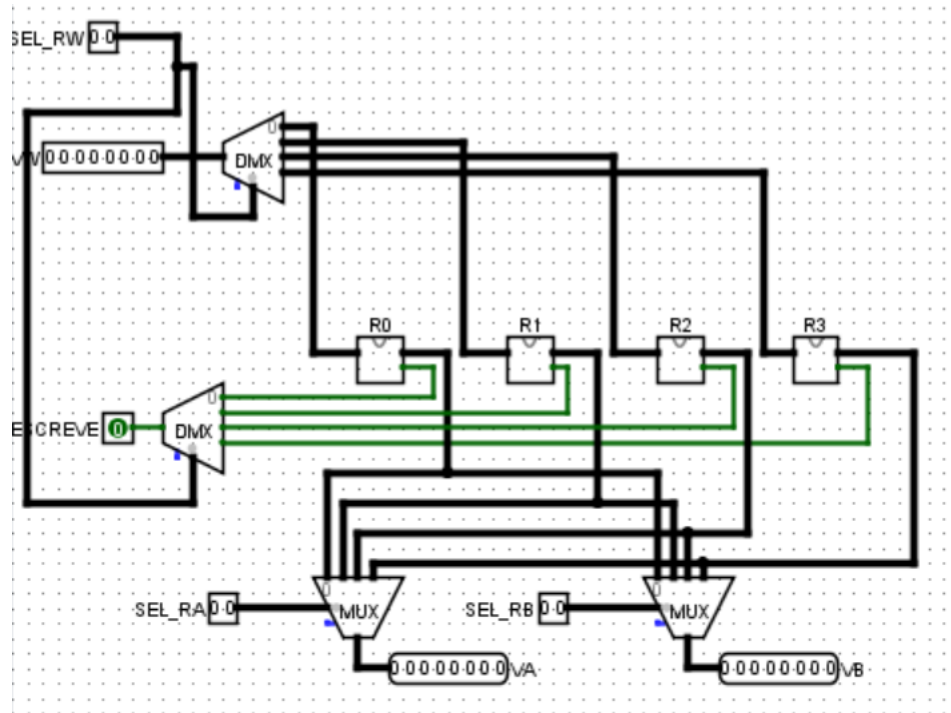 SEL_RW 0 0
0
VW 0 0 0 0 0 0 0 0
DMX
R0
R1
R2
R3
0
ESCREVE 0
DMX
0
0
SEL_RA 0 0
MUX
SEL_RB 0 0
MUX
0 0 0 0 0 0 0 0 VA
0 0 0 0 0 0 0 0 VB